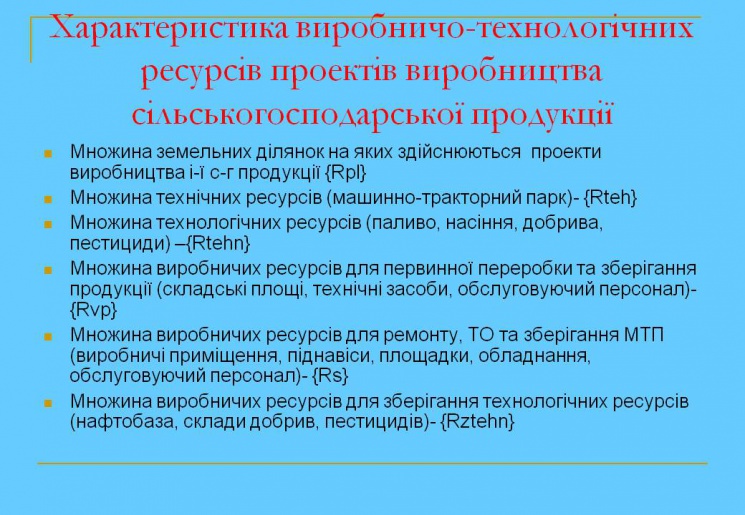 Характеристика виробничо-технологічних
ресурсів проектів виробництва
сільськогосподарської продукції
Множина земельних ділянок на яких здійснюються проекти
виробництва і-ї с-г продукції {Rpl}
Множина технічних ресурсів (машинно-тракторний парк)- {Rteh}
Множина технологічних ресурсів (паливо, насіння, добрива,
пестициди) –{Rtehn}
Множина виробничих ресурсів для первинної переробки та зберігання
продукції (складські площі, технічні засоби, обслуговуючий персонал)-
{Rvp}
Множина виробничих ресурсів для ремонту, ТО та зберігання МТП
(виробничі приміщення, піднавіси, площадки, обладнання,
обслуговуючий персонал)- {Rs}
Множина виробничих ресурсів для зберігання технологічних ресурсів
(нафтобаза, склади добрив, пестицидів)- {Rztehn}